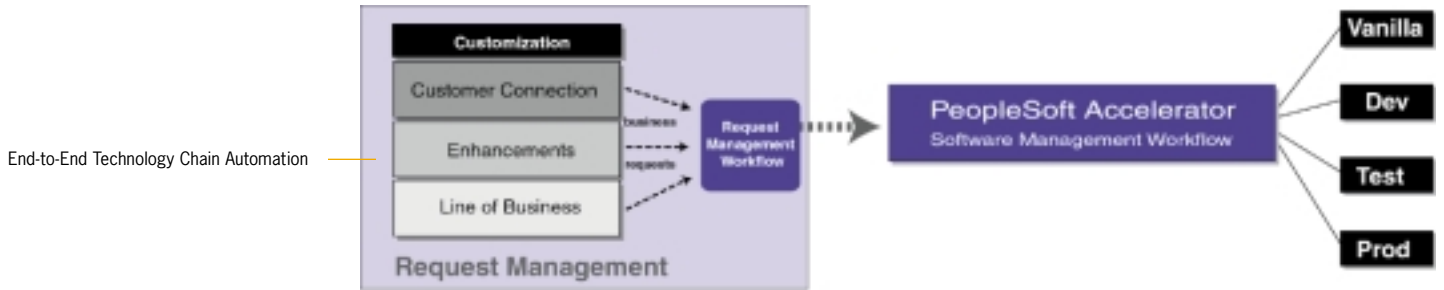 End-to-End Technology Chain Automation
Customization
Customer Connection
Enhancements
Line of Business
business
requests
Request
Management
Workflow
Request Management
PeopleSoft Accelerator
Software Management Workflow
Vanilla
Dev
Test
Prod